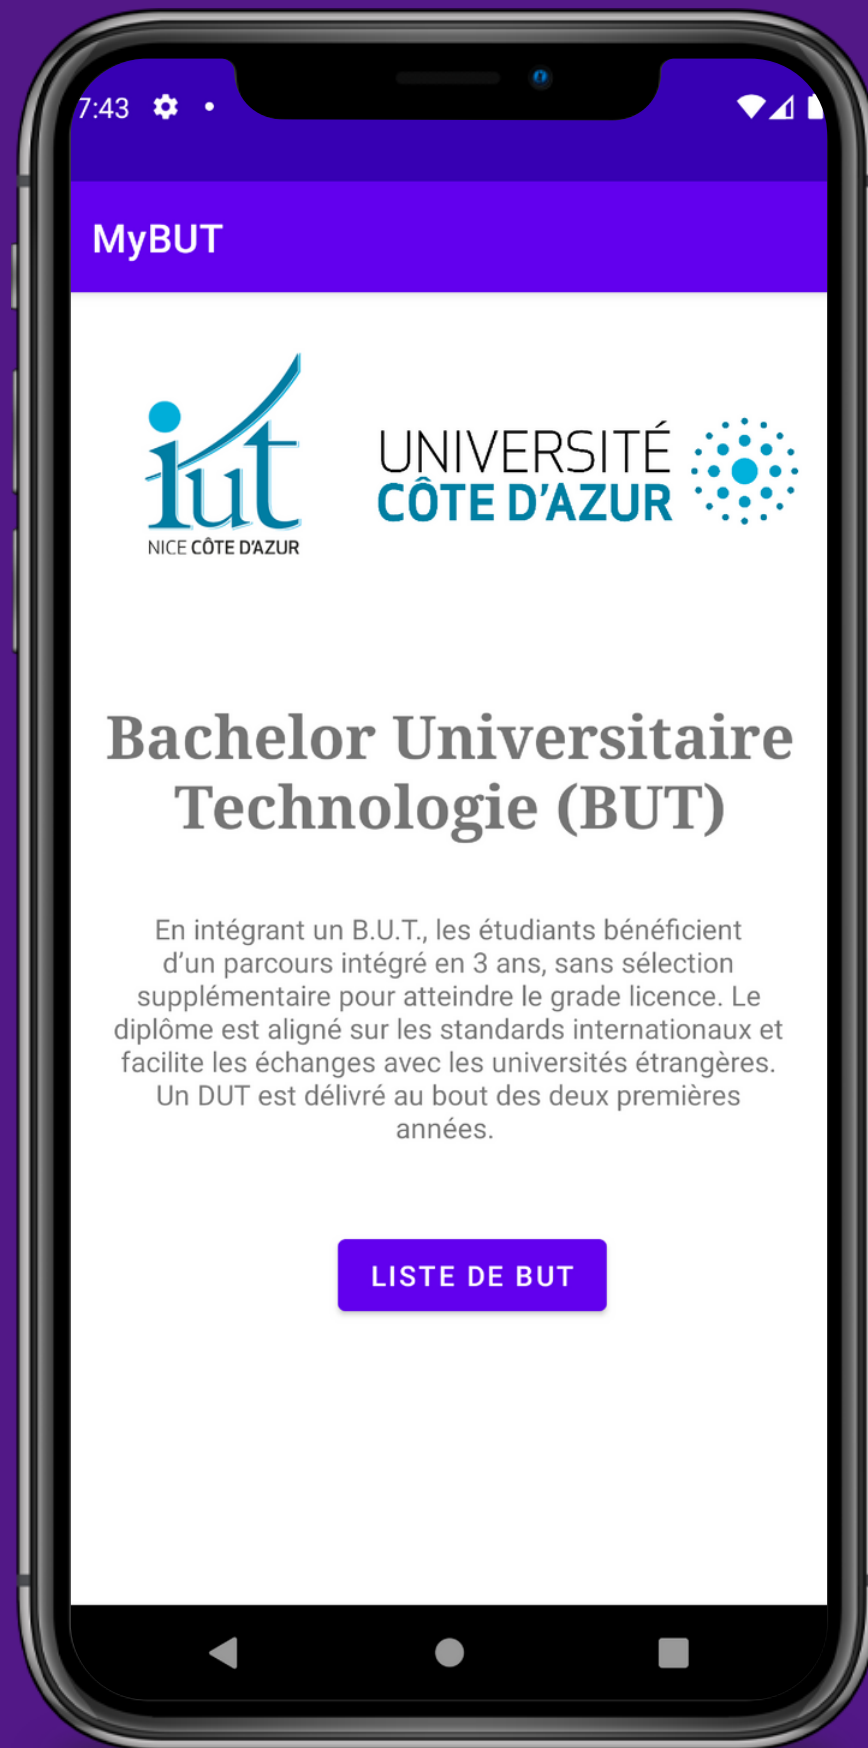 7:43
MyBUT
iut
NICE CÔTE D'AZUR
UNIVERSITÉ
CÔTE D'AZUR
Bachelor Universitaire
Technologie (BUT)
En intégrant un B.U.T., les étudiants bénéficient
d’un parcours intégré en 3 ans, sans sélection
supplémentaire pour atteindre le grade licence. Le
diplôme est aligné sur les standards internationaux et
facilite les échanges avec les universités étrangères.
Un DUT est délivré au bout des deux premières
années.
LISTE DE BUT